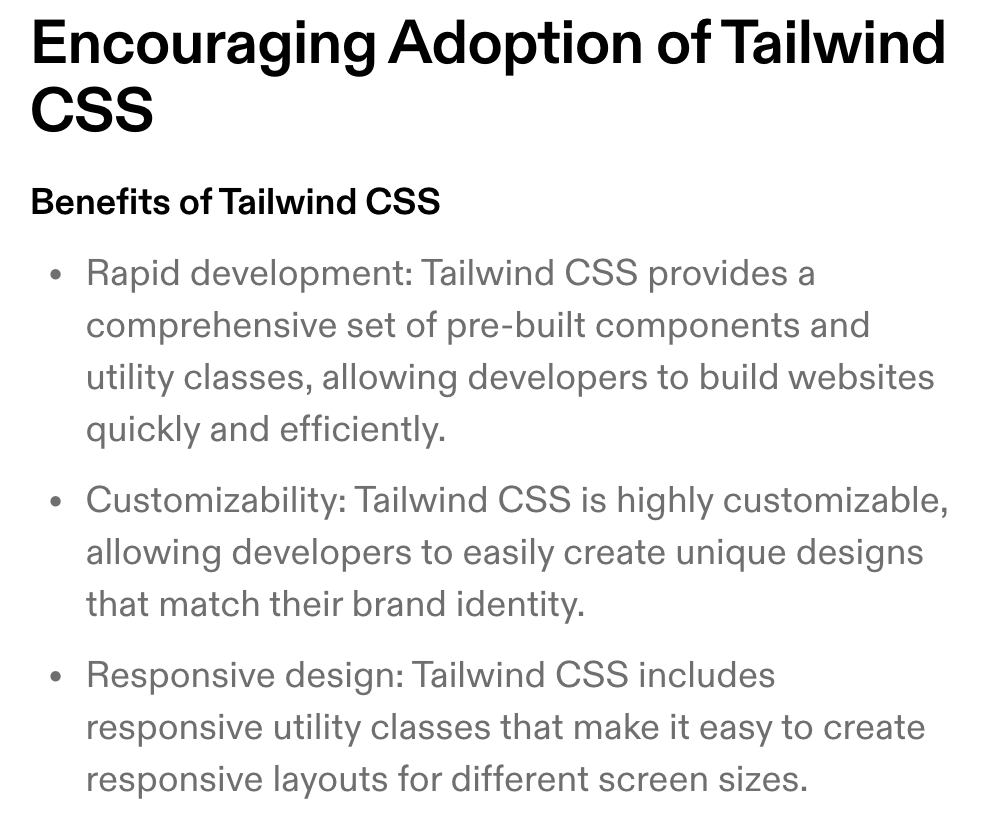 Encouraging Adoption of Tailwind
CSS
Benefits of Tailwind CSS
• Rapid development: Tailwind CSS provides a
comprehensive set of pre-built components and
utility classes, allowing developers to build websites
quickly and efficiently.
• Customizability: Tailwind CSS is highly customizable,
allowing developers to easily create unique designs
that match their brand identity.
• Responsive design: Tailwind CSS includes
responsive utility classes that make it easy to create
responsive layouts for different screen sizes.